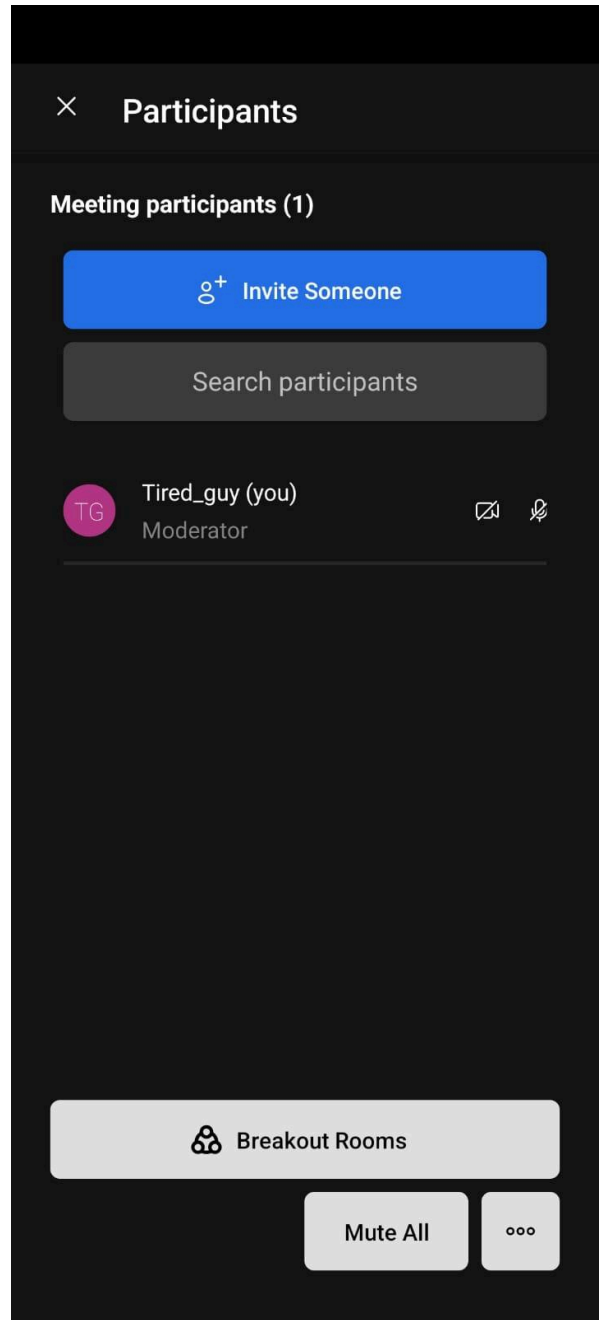 Participants
Meeting participants (1)
Invite Someone
Search participants
TG
Tired_guy (you)
Moderator
Breakout Rooms
Mute All